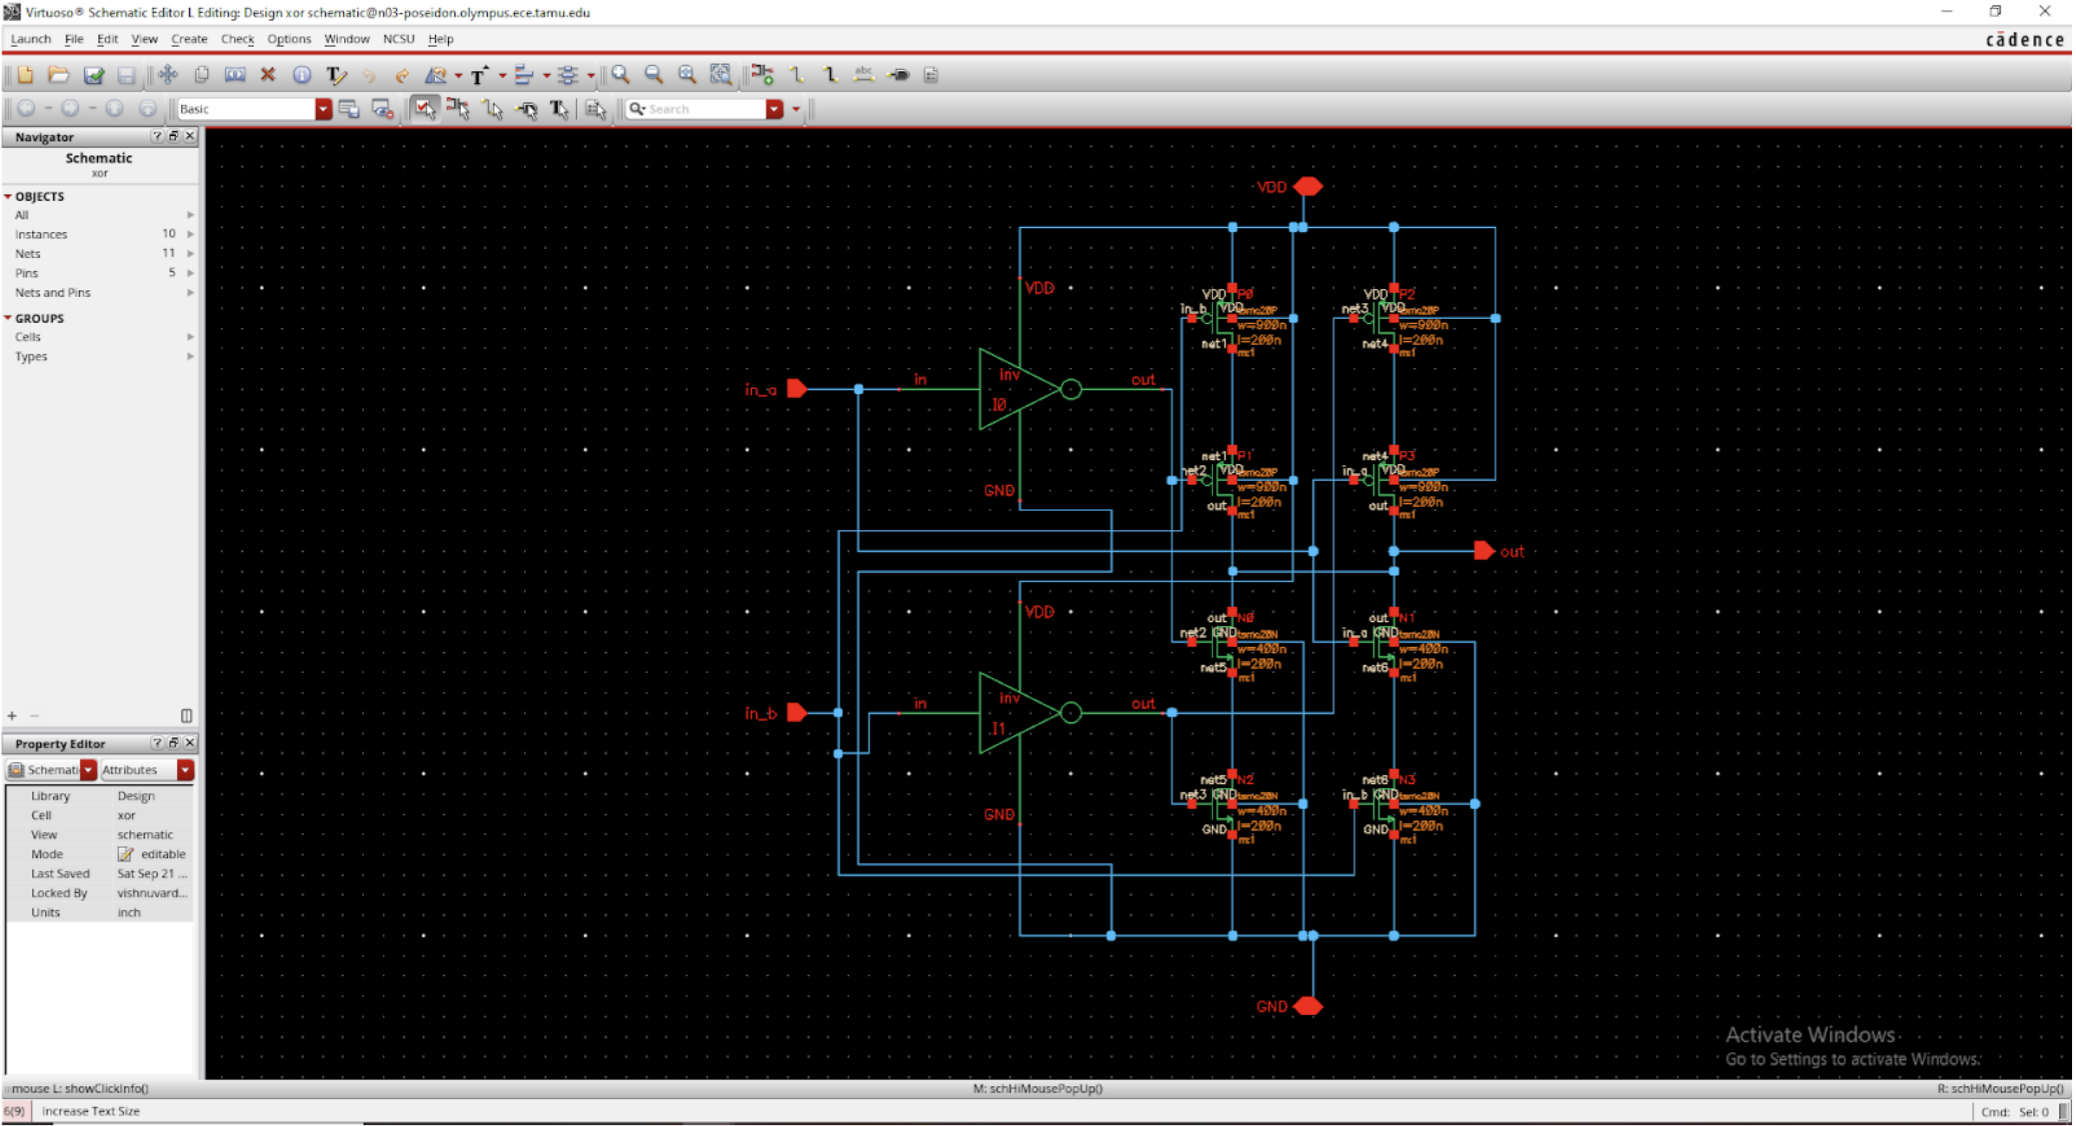 Virtuoso® Schematic Editor L Editing: Design xor schematic@n03-poseidon.olympus.ece.tamu.edu
Launch File Edit View Create Check Options Window NCSU Help
cādence
Basic
Search
Navigator
Schematic
xor
OBJECTS
All
Instances 10
Nets 11
Pins 5
Nets and Pins
GROUPS
Cells
Types
Property Editor
Schemati Attributes
Library Design
Cell xor
View schematic
Mode editable
Last Saved Sat Sep 21 ...
Locked By vishnuvard...
Units inch
VDD
VDD
VDD P0
VDD P2
in_b VDD tsmc20P
net3 VDD tsmc20P
w=900n
w=900n
net1 l=200n
net4 l=200n
m:1
m:1
in_a
in
Inv
I0
out
net1 P1
net4 P3
net2 VDD tsmc20P
in_a VDD tsmc20P
w=900n
w=900n
GND
out l=200n
out l=200n
m:1
m:1
out
VDD
out N0
out N1
net2 GND tsmc20N
in_a GND tsmc20N
w=400n
w=400n
net5 l=200n
net6 l=200n
m:1
m:1
in_b
in
Inv
I1
out
net5 N2
net6 N3
net3 GND tsmc20N
in_b GND tsmc20N
w=400n
w=400n
GND
GND l=200n
GND l=200n
m:1
m:1
GND
Activate Windows
Go to Settings to activate Windows.
mouse L: showClickInfo()
M: schHiMousePopUp()
R: schHiMousePopUp()
6(9) Increase Text Size
Cmd: Sel: 0